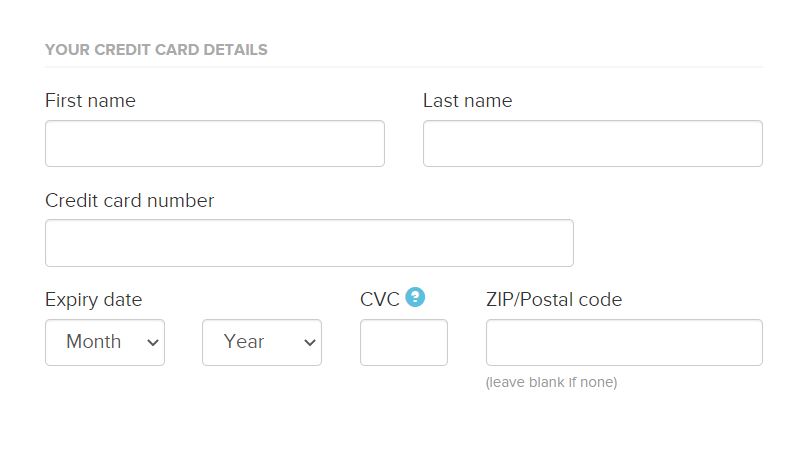 YOUR CREDIT CARD DETAILS
First name Last name
Credit card number
Expiry date CVC ? ZIP/Postal code
Month Year
(leave blank if none)